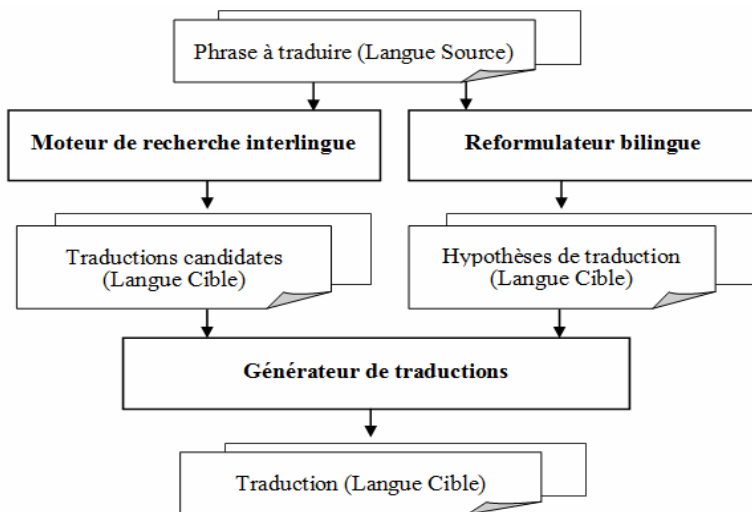 Phrase à traduire (Langue Source)
Moteur de recherche interlingue
Reformulateur bilingue
Traductions candidates
(Langue Cible)
Hypothèses de traduction
(Langue Cible)
Générateur de traductions
Traduction (Langue Cible)